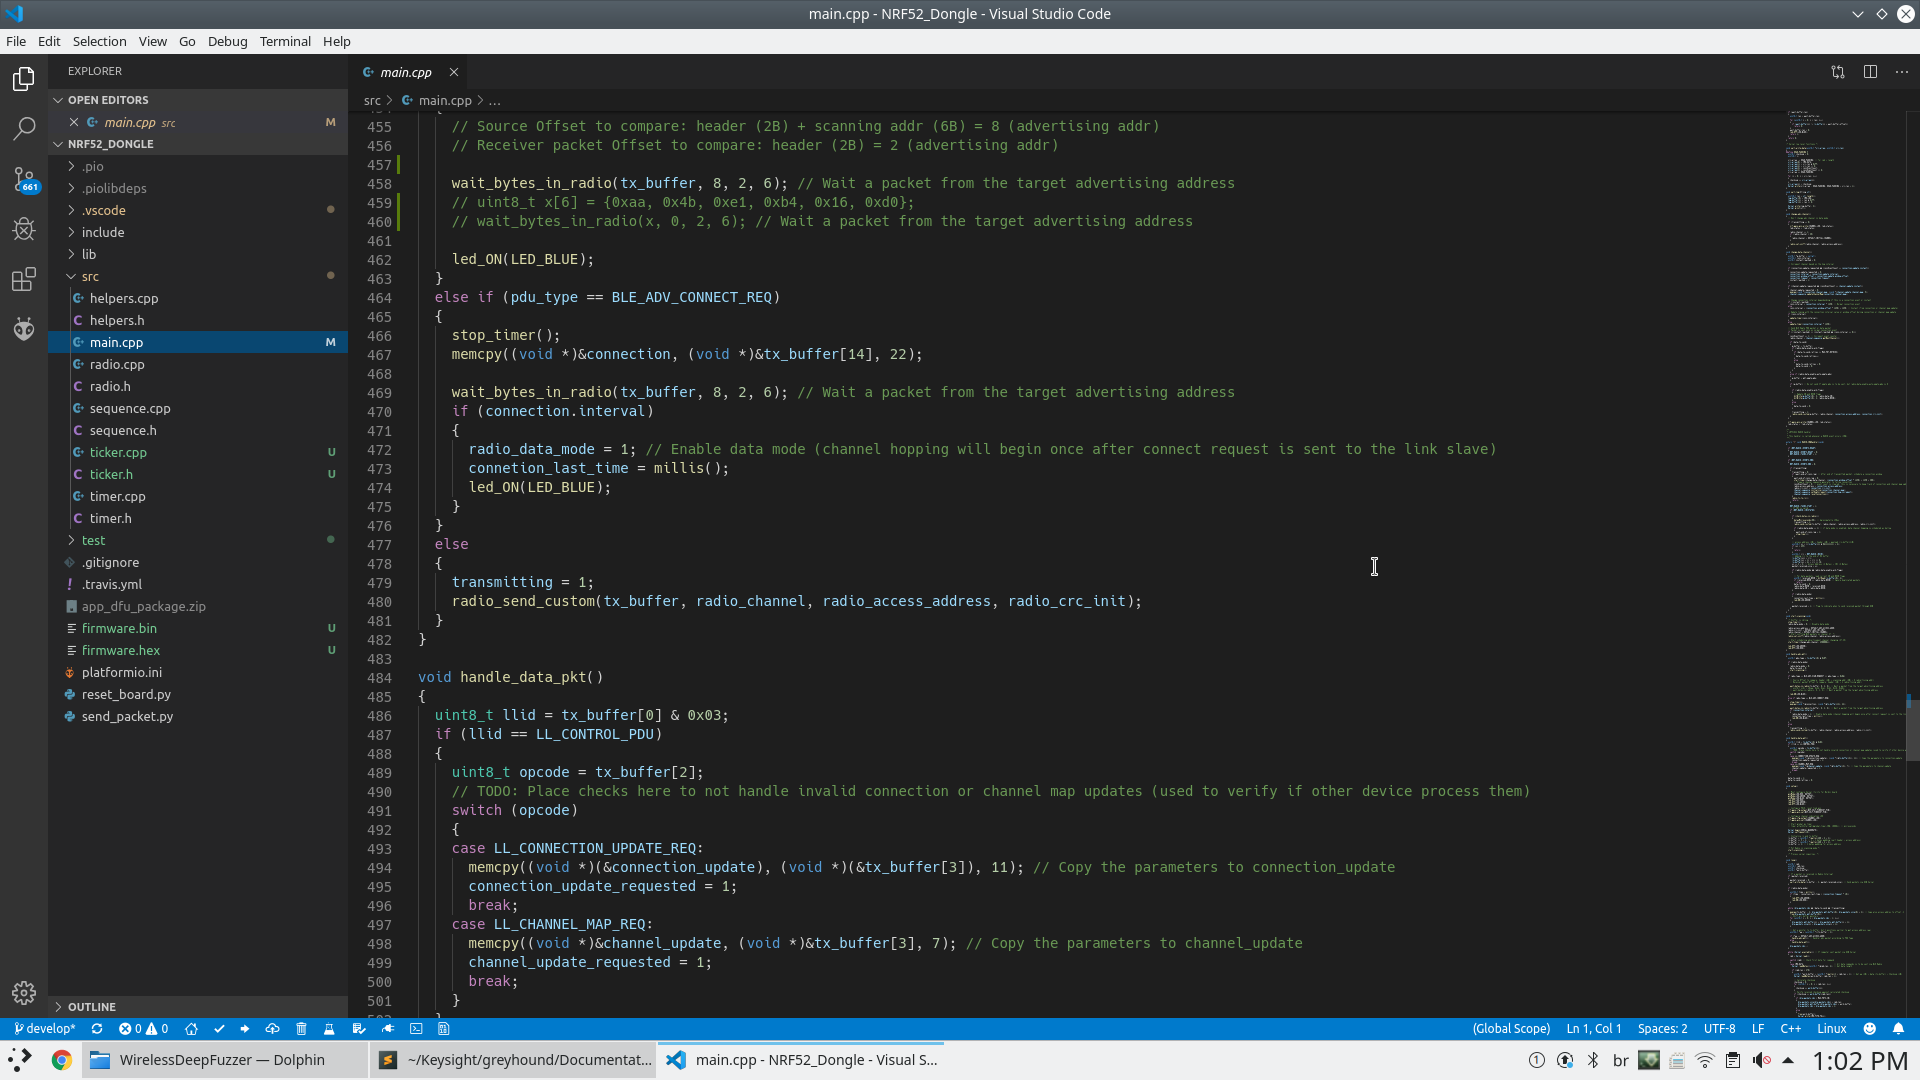 main.cpp - NRF52_Dongle - Visual Studio Code
File Edit Selection View Go Debug Terminal Help
EXPLORER
OPEN EDITORS
main.cpp src M
NRF52_DONGLE
.pio
.piolibdeps
.vscode
include
lib
src
helpers.cpp
helpers.h
main.cpp M
radio.cpp
radio.h
sequence.cpp
sequence.h
ticker.cpp U
ticker.h U
timer.cpp
timer.h
test
.gitignore
.travis.yml
app_dfu_package.zip
firmware.bin U
firmware.hex U
platformio.ini
reset_board.py
send_packet.py
OUTLINE
661
main.cpp
src > main.cpp > ...
455 // Source Offset to compare: header (2B) + scanning addr (6B) = 8 (advertising addr)
456 // Receiver packet Offset to compare: header (2B) = 2 (advertising addr)
457
458 wait_bytes_in_radio(tx_buffer, 8, 2, 6); // Wait a packet from the target advertising address
459 // uint8_t x[6] = {0xaa, 0x4b, 0xe1, 0xb4, 0x16, 0xd0};
460 // wait_bytes_in_radio(x, 0, 2, 6); // Wait a packet from the target advertising address
461
462 led_ON(LED_BLUE);
463 }
464 else if (pdu_type == BLE_ADV_CONNECT_REQ)
465 {
466 stop_timer();
467 memcpy((void *)&connection, (void *)&tx_buffer[14], 22);
468
469 wait_bytes_in_radio(tx_buffer, 8, 2, 6); // Wait a packet from the target advertising address
470 if (connection.interval)
471 {
472 radio_data_mode = 1; // Enable data mode (channel hopping will begin once after connect request is sent to the link slave)
473 connetion_last_time = millis();
474 led_ON(LED_BLUE);
475 }
476 }
477 else
478 {
479 transmitting = 1;
480 radio_send_custom(tx_buffer, radio_channel, radio_access_address, radio_crc_init);
481 }
482 }
483
484 void handle_data_pkt()
485 {
486 uint8_t llid = tx_buffer[0] & 0x03;
487 if (llid == LL_CONTROL_PDU)
488 {
489 uint8_t opcode = tx_buffer[2];
490 // TODO: Place checks here to not handle invalid connection or channel map updates (used to verify if other device process them)
491 switch (opcode)
492 {
493 case LL_CONNECTION_UPDATE_REQ:
494 memcpy((void *)(&connection_update), (void *)(&tx_buffer[3]), 11); // Copy the parameters to connection_update
495 connection_update_requested = 1;
496 break;
497 case LL_CHANNEL_MAP_REQ:
498 memcpy((void *)&channel_update, (void *)&tx_buffer[3], 7); // Copy the parameters to channel_update
499 channel_update_requested = 1;
500 break;
501 }
develop* 0 0 (Global Scope) Ln 1, Col 1 Spaces: 2 UTF-8 LF C++ Linux
WirelessDeepFuzzer — Dolphin ~/Keysight/greyhound/Documentat... main.cpp - NRF52_Dongle - Visual S... br 1:02 PM